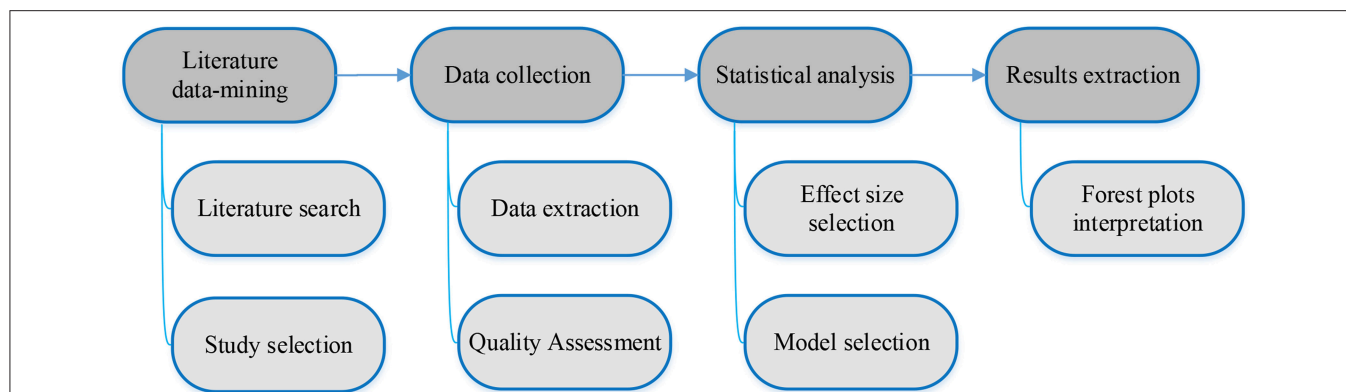 Literature
data-mining
Data collection
Statistical analysis
Results extraction
Literature search
Data extraction
Effect size
selection
Forest plots
interpretation
Study selection
Quality Assessment
Model selection